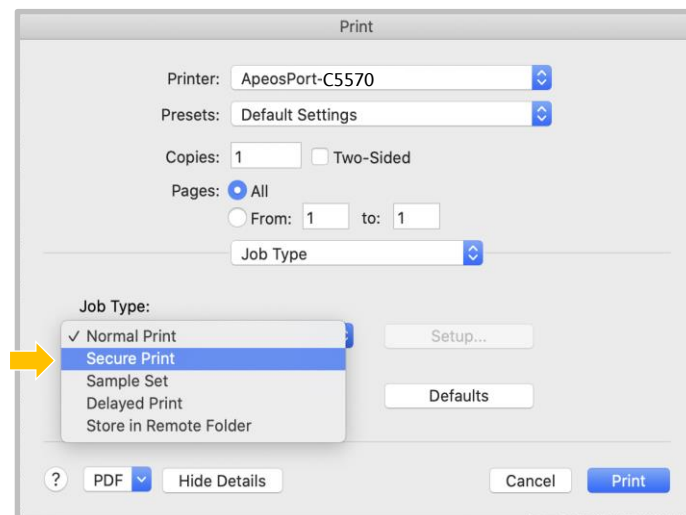 Print
Printer: ApeosPort-C5570
Presets: Default Settings
Copies: 1 Two-Sided
Pages: All
From: 1 to: 1
Job Type
Job Type:
✓ Normal Print Setup...
Secure Print
Sample Set
Delayed Print Defaults
Store in Remote Folder
? PDF Hide Details Cancel Print